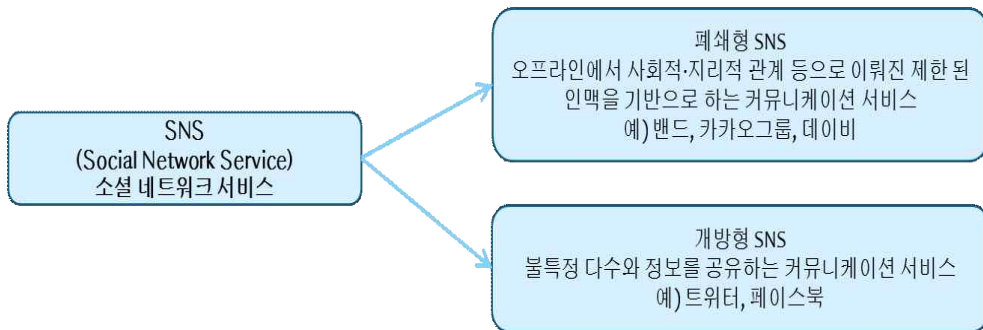 SNS
(Social Network Service)
소셜 네트워크 서비스
폐쇄형 SNS
오프라인에서 사회적·지리적 관계 등으로 이뤄진 제한 된
인맥을 기반으로 하는 커뮤니케이션 서비스
예) 밴드, 카카오그룹, 데이비
개방형 SNS
불특정 다수와 정보를 공유하는 커뮤니케이션 서비스
예) 트위터, 페이스북